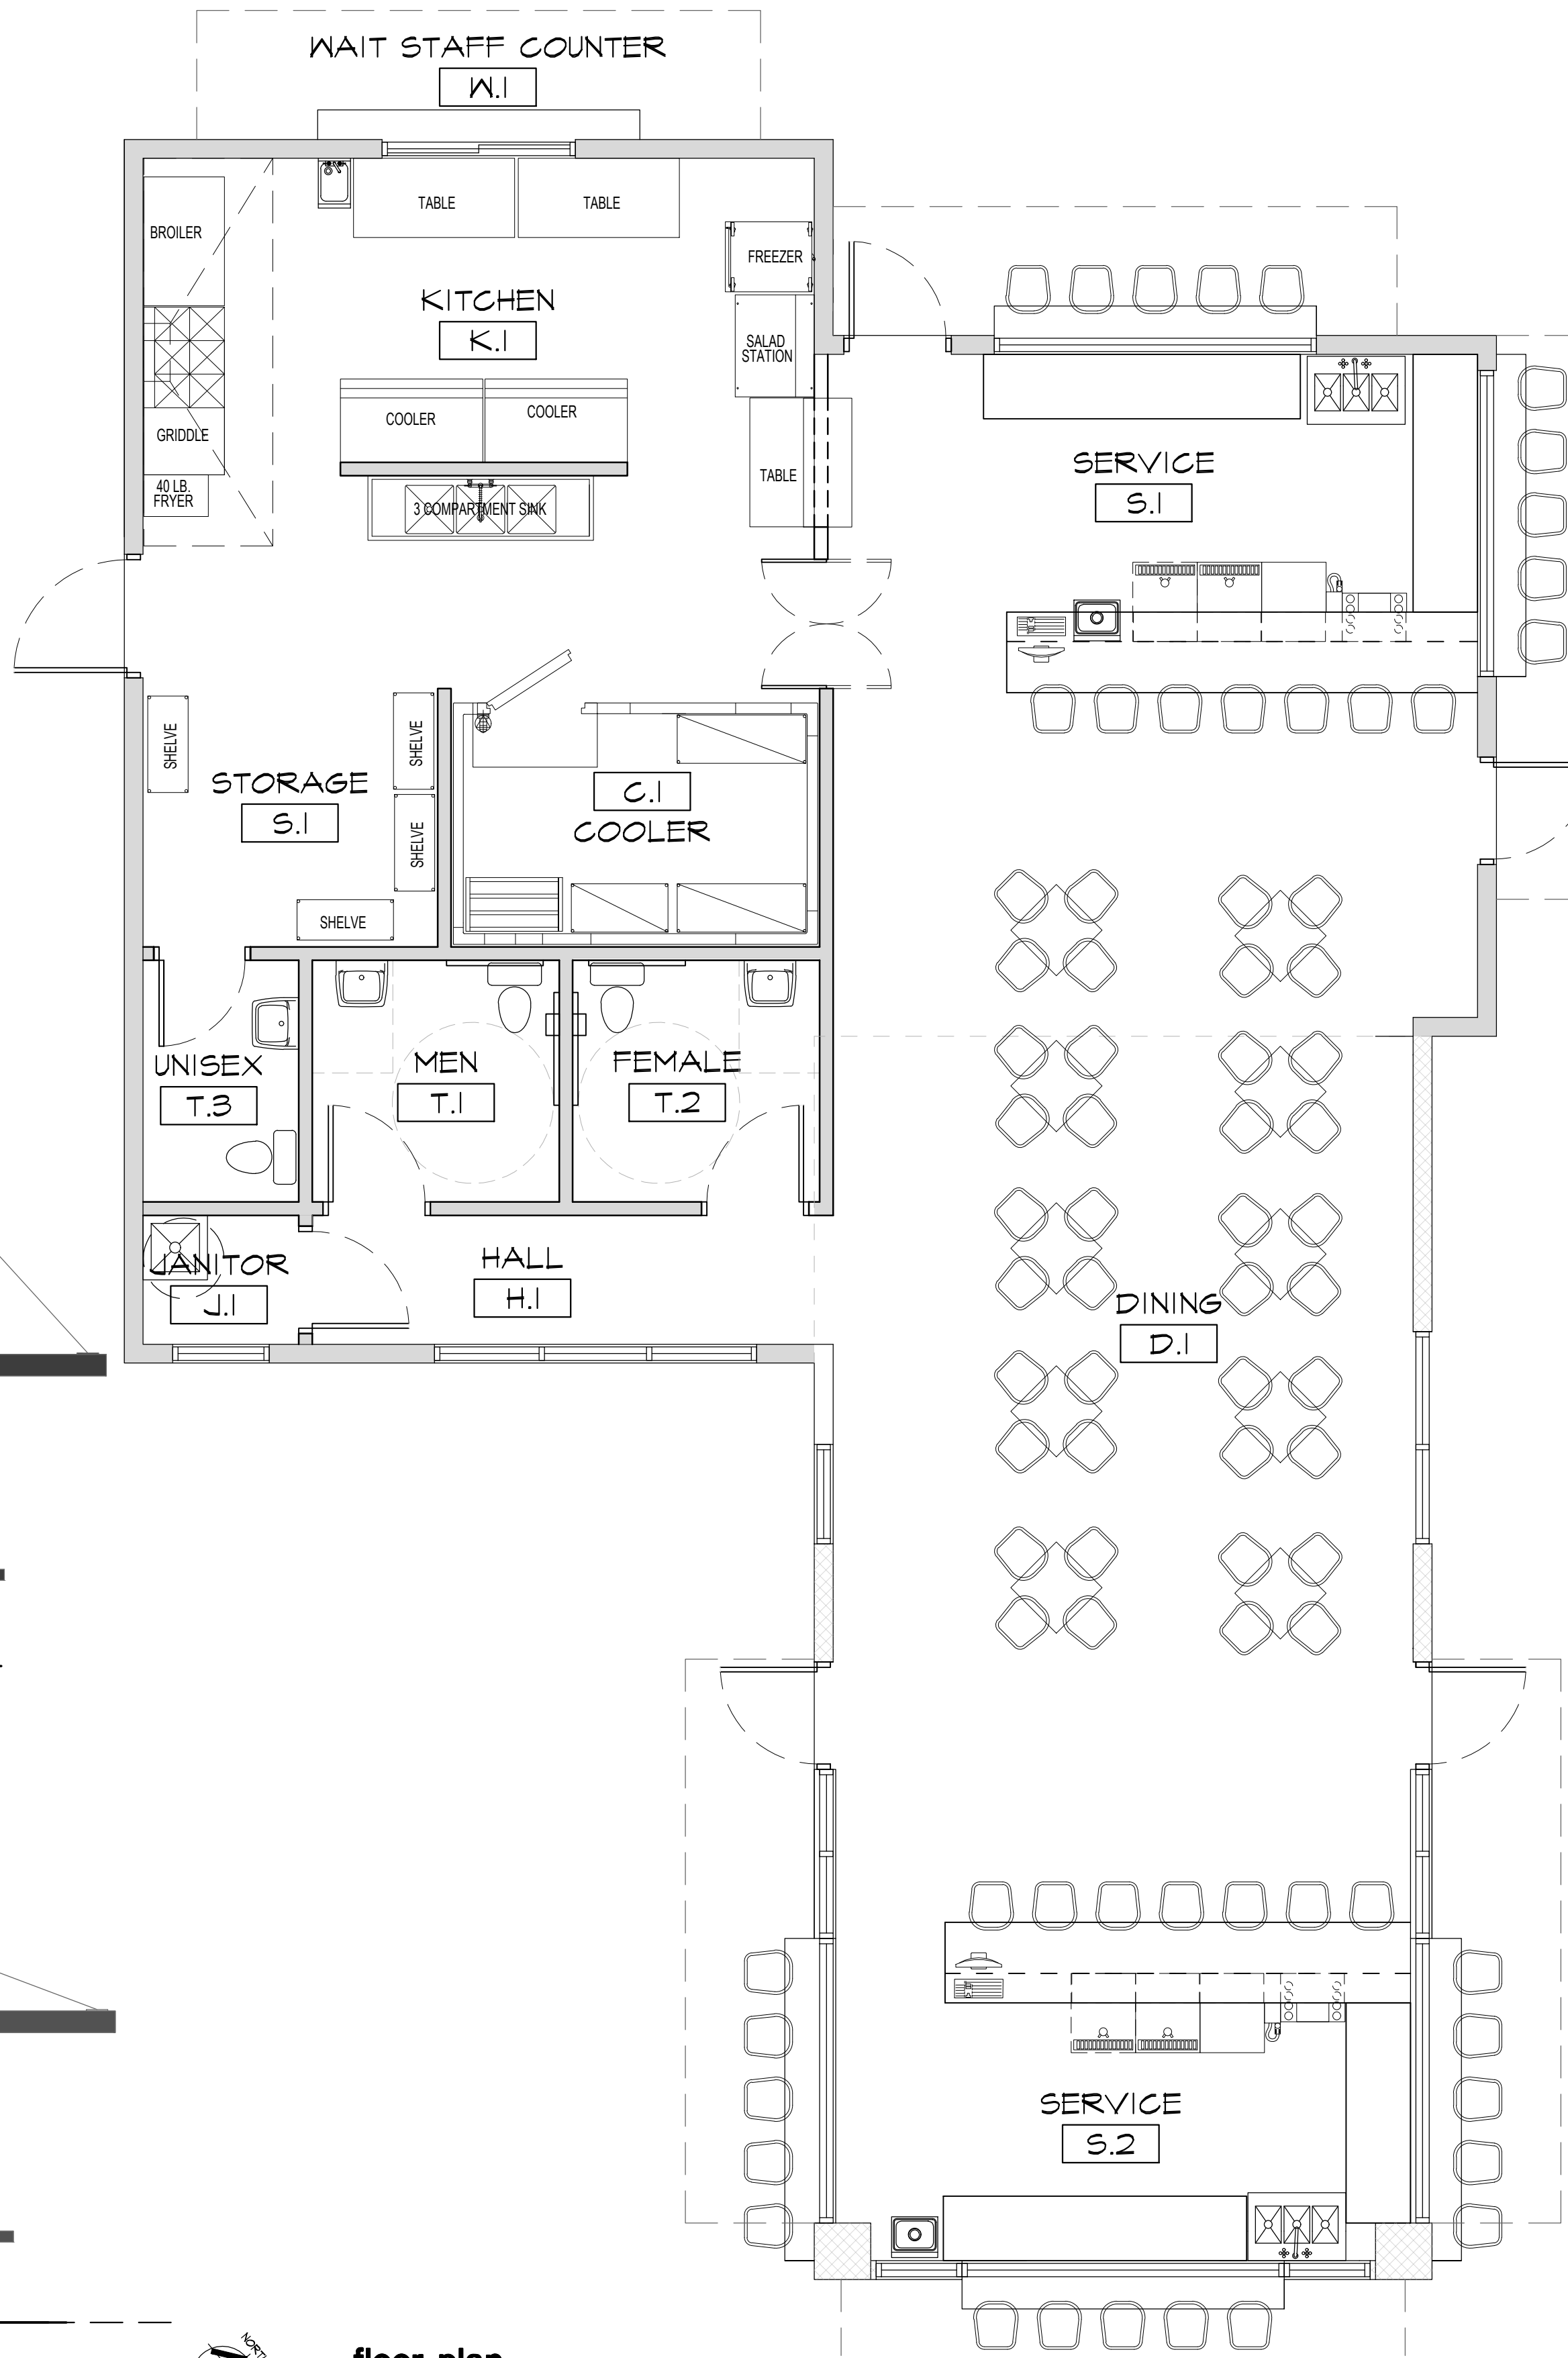 WAIT STAFF COUNTER
W.1
TABLE
TABLE
BROILER
FREEZER
KITCHEN
K.1
SALAD
STATION
COOLER
COOLER
GRIDDLE
TABLE
SERVICE
S.1
40 LB.
FRYER
3 COMPARTMENT SINK
SHELVE
SHELVE
STORAGE
S.1
SHELVE
C.1
COOLER
SHELVE
UNISEX
T.3
MEN
T.1
FEMALE
T.2
JANITOR
J.1
HALL
H.1
DINING
D.1
SERVICE
S.2
floor plan